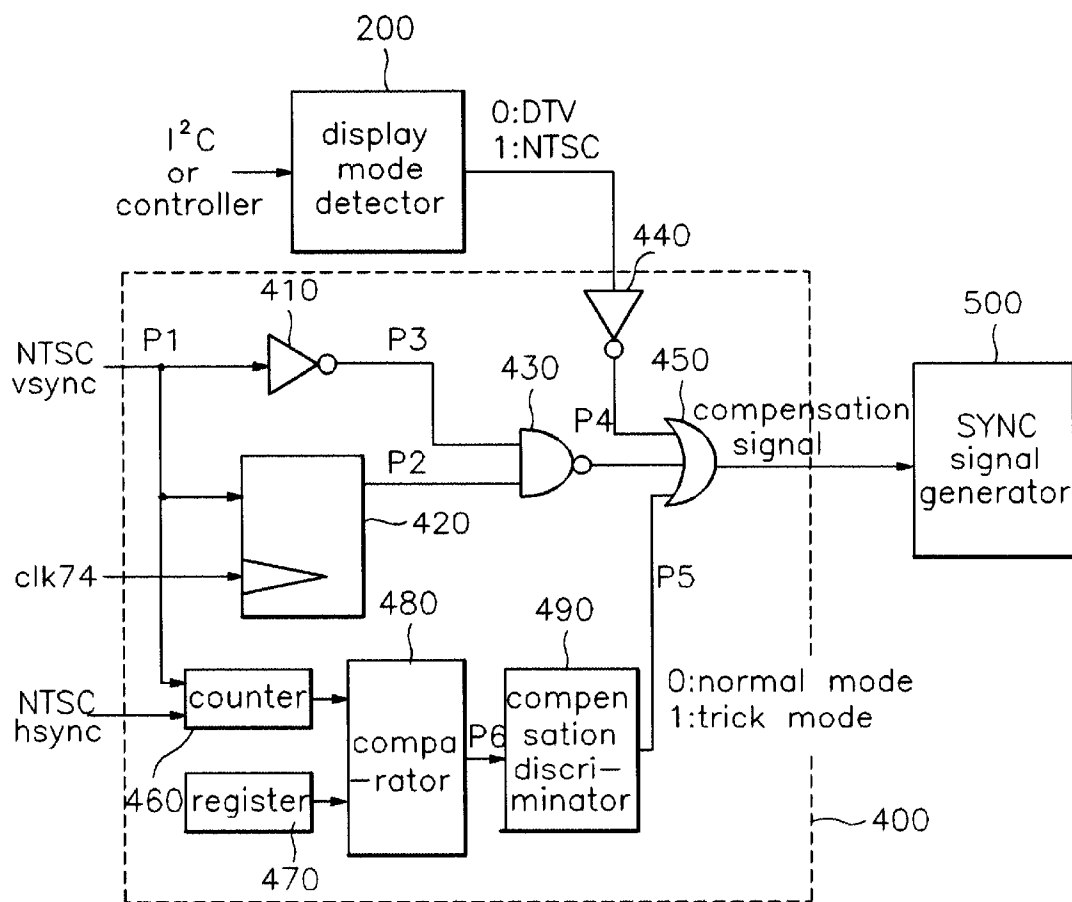 200
I²C
or
controller
display
mode
detector
0:DTV
1:NTSC
440
410
500
NTSC
vsync
P1
P3
430
P4
450
compensation
signal
SYNC
signal
generator
P2
420
clk74
P5
480
490
NTSC
hsync
counter
460
register
470
compa
-rator
P6
compen
sation
discri-
minator
0:normal mode
1:trick mode
400